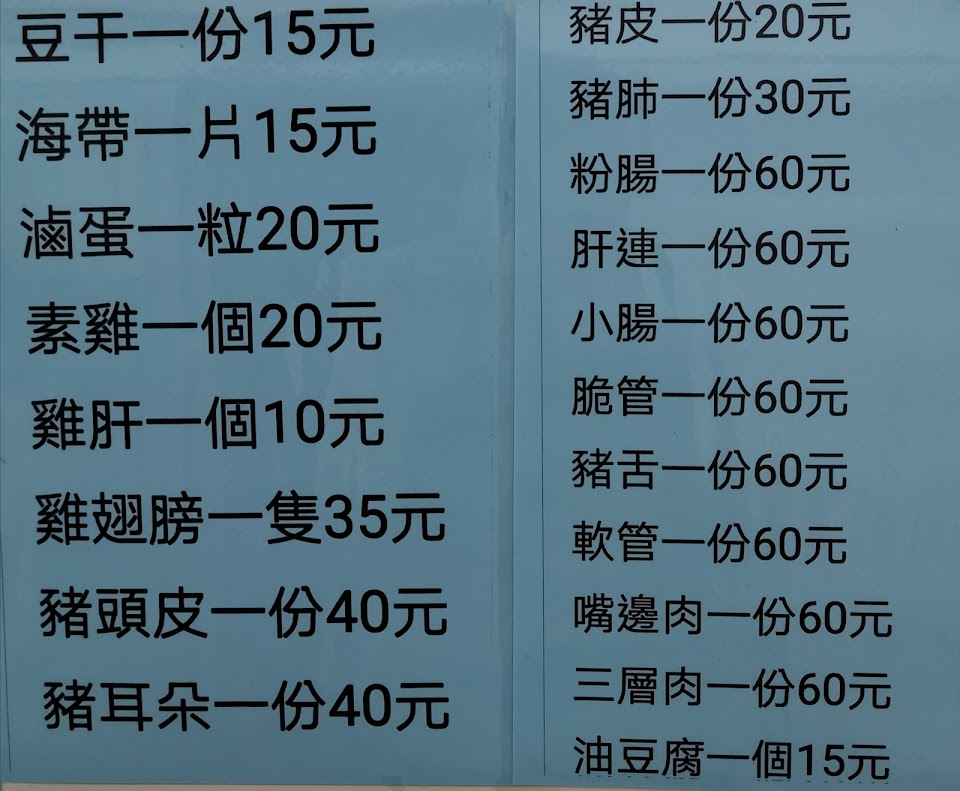 豆干一份15元
海帶一片15元
滷蛋一粒20元
素雞一個20元
雞肝一個10元
雞翅膀一隻35元
豬頭皮一份40元
豬耳朵一份40元
豬皮一份20元
豬肺一份30元
粉腸一份60元
肝連一份60元
小腸一份60元
脆管一份60元
豬舌一份60元
軟管一份60元
嘴邊肉一份60元
三層肉一份60元
油豆腐一個15元